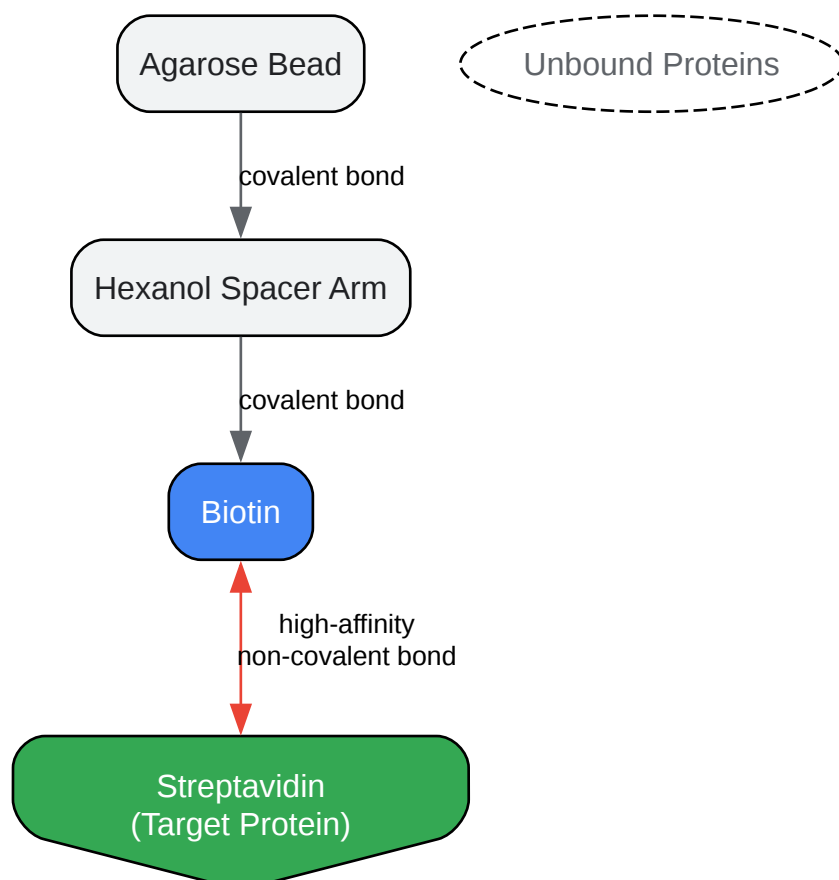 Agarose Bead
Unbound Proteins
covalent bond
Hexanol Spacer Arm
covalent bond
Biotin
high-affinity
non-covalent bond
Streptavidin
(Target Protein)